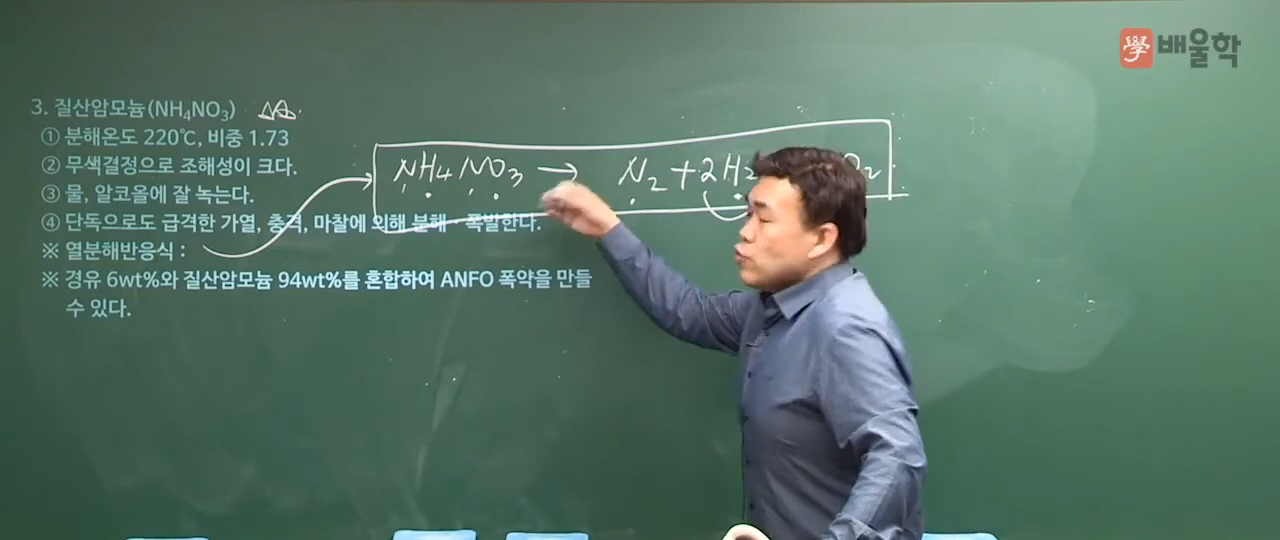 學 배울학
3. 질산암모늄(NH₄NO₃)
① 분해온도 220℃, 비중 1.73
② 무색결정으로 조해성이 크다.
③ 물, 알코올에 잘 녹는다.
④ 단독으로도 급격한 가열, 충격, 마찰에 의해 분해·폭발한다.
※ 열분해반응식 :
※ 경유 6wt%와 질산암모늄 94wt%를 혼합하여 ANFO 폭약을 만들
수 있다.
NH₄NO₃ → N₂ + 2H₂ O₂